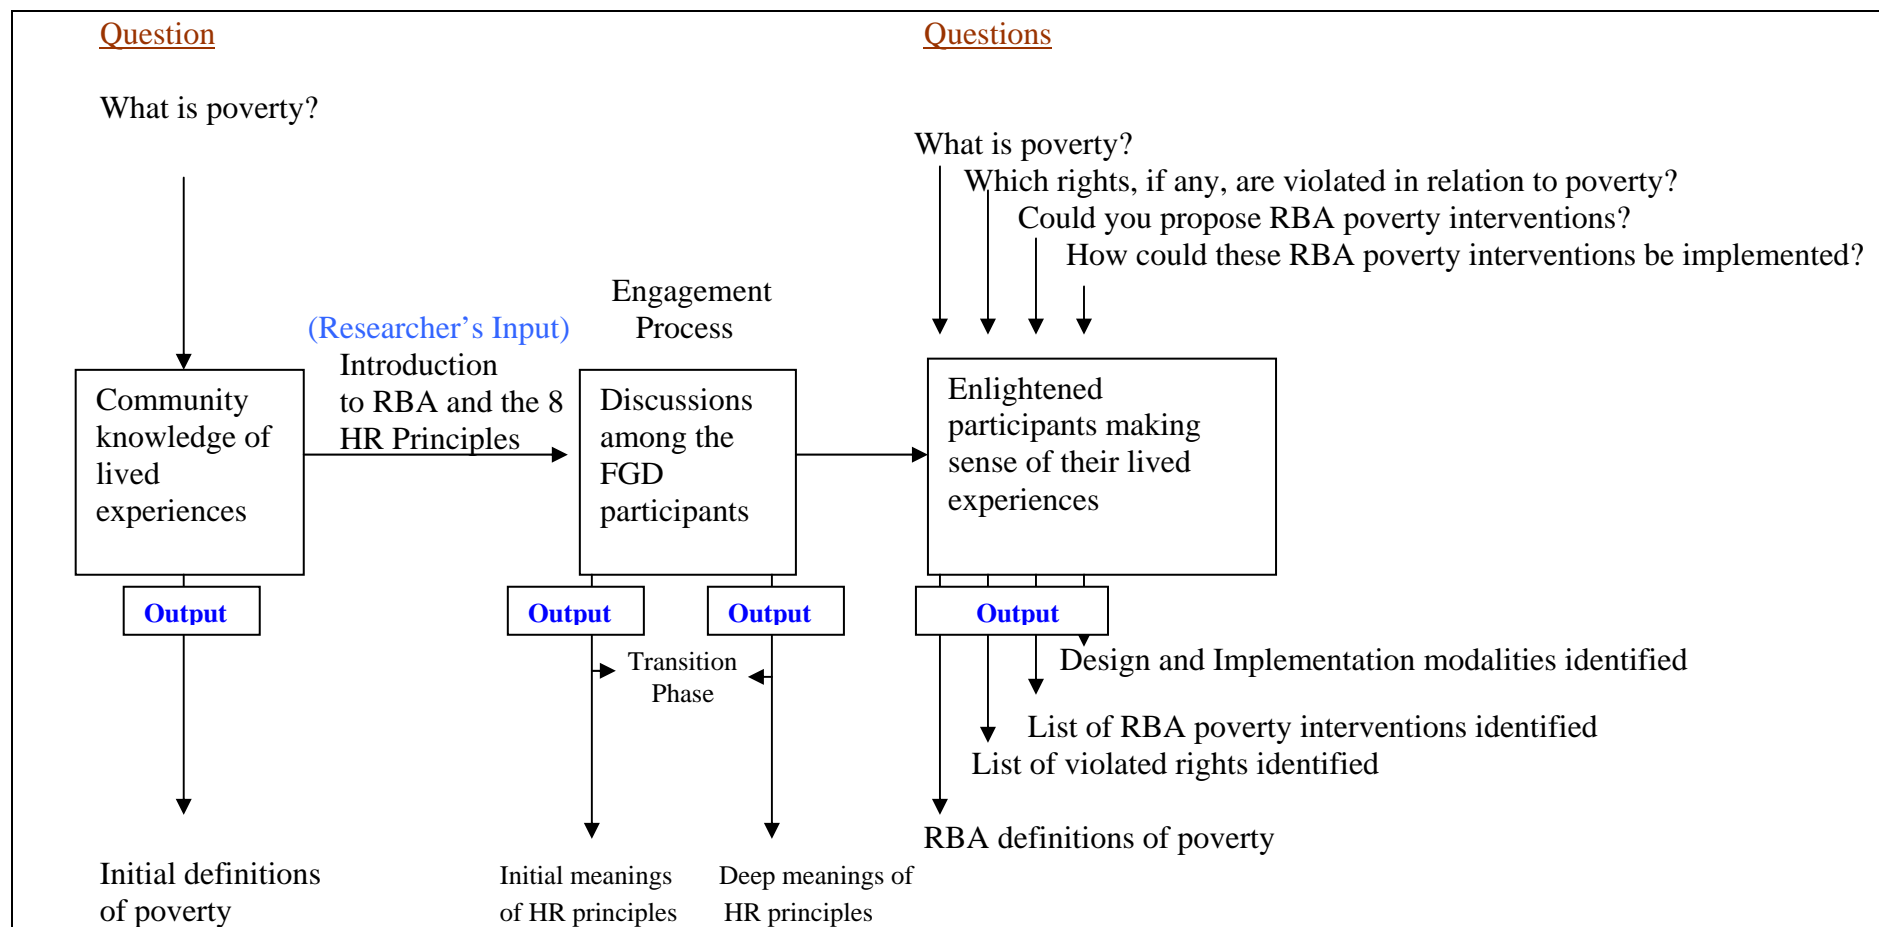 Question
Questions
What is poverty?
What is poverty?
Which rights, if any, are violated in relation to poverty?
Could you propose RBA poverty interventions?
How could these RBA poverty interventions be implemented?
Engagement
Process
(Researcher’s Input)
Introduction
to RBA and the 8
HR Principles
Community
knowledge of
lived
experiences
Discussions
among the
FGD
participants
Enlightened
participants making
sense of their lived
experiences
Output
Output
Output
Output
Transition
Phase
Design and Implementation modalities identified
List of RBA poverty interventions identified
List of violated rights identified
RBA definitions of poverty
Initial definitions
of poverty
Initial meanings
of HR principles
Deep meanings of
HR principles